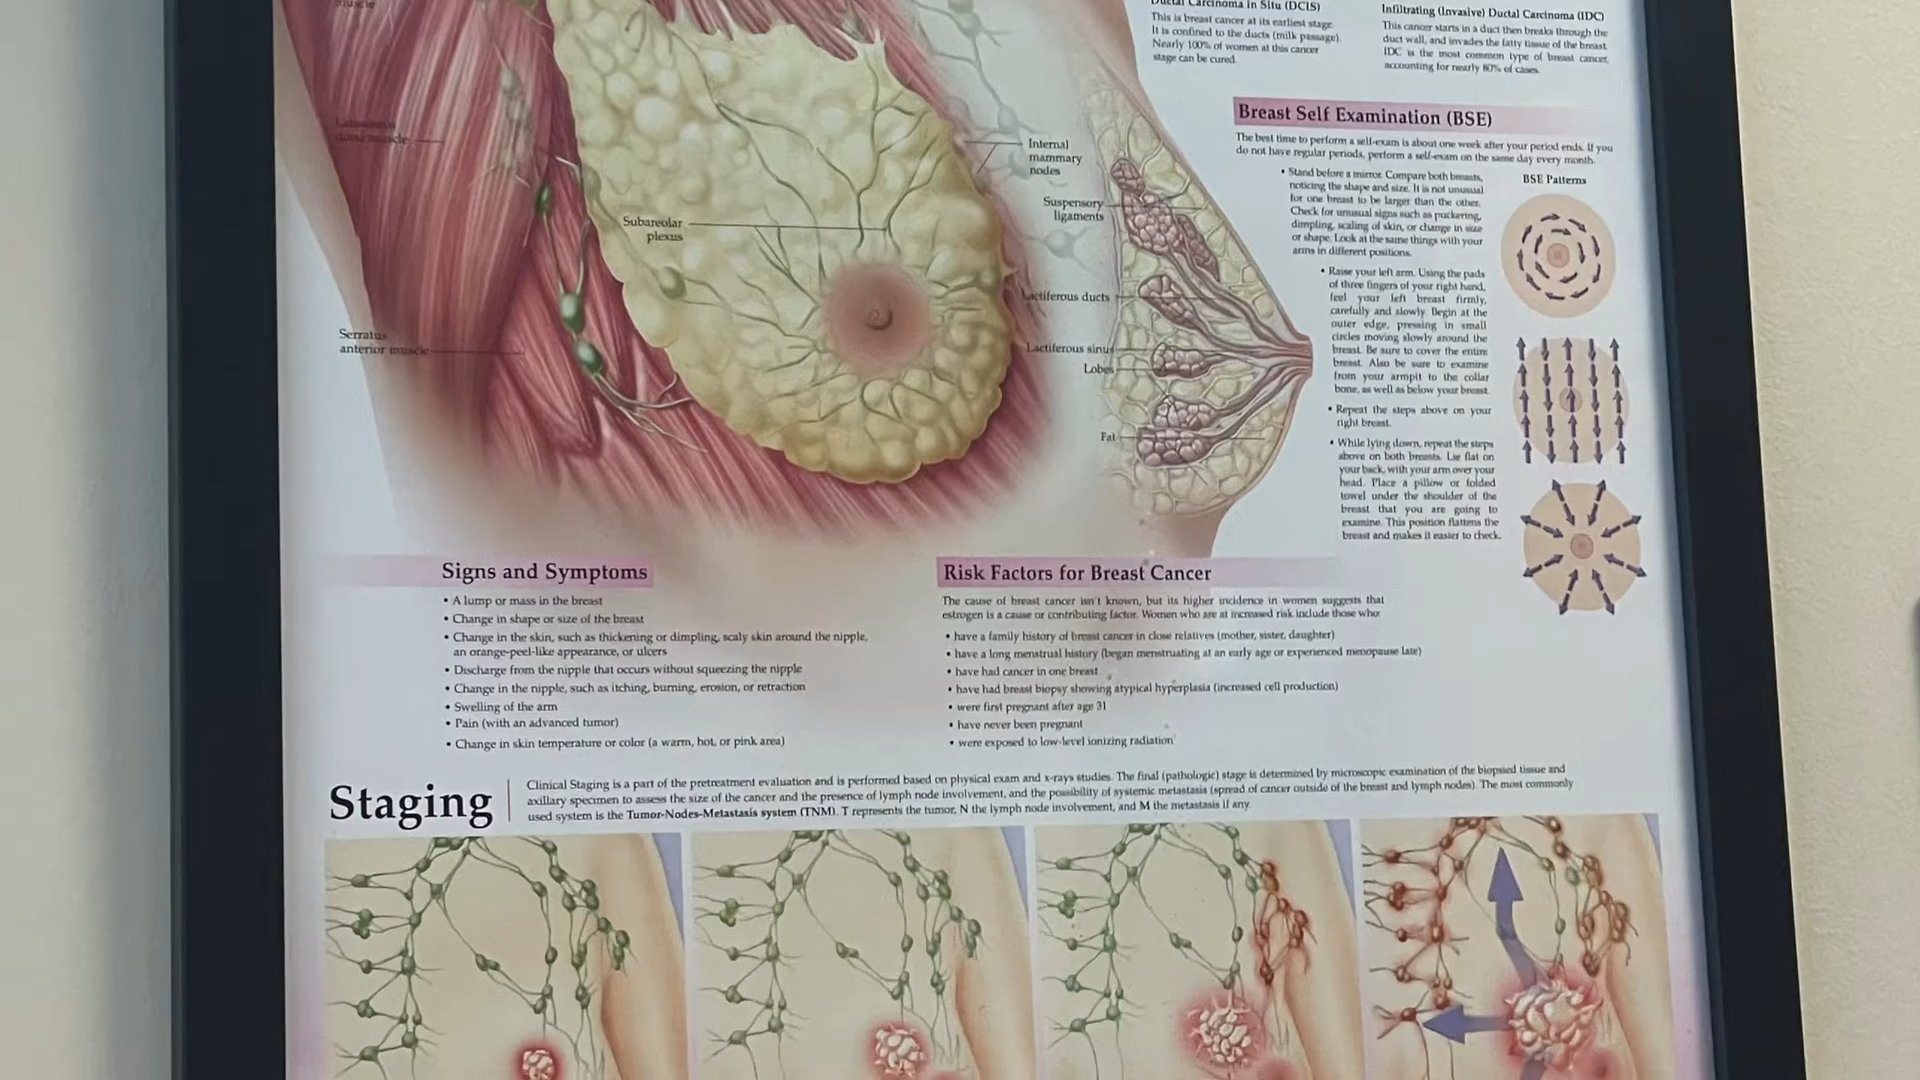 muscle
Ductal Carcinoma in Situ (DCIS)
This is breast cancer at its earliest stage.
It is confined to the ducts (milk passage).
Nearly 100% of women at this cancer
stage can be cured.
Infiltrating (Invasive) Ductal Carcinoma (IDC)
This cancer starts in a duct then breaks through the
duct wall, and invades the fatty tissue of the breast.
IDC is the most common type of breast cancer,
accounting for nearly 80% of cases.
dorsi muscle
Subareolar
plexus
Serratus
anterior muscle
Internal
mammary
nodes
Suspensory
ligaments
Lactiferous ducts
Lactiferous sinus
Lobes
Fat
Breast Self Examination (BSE)
The best time to perform a self-exam is about one week after your period ends. If you
do not have regular periods, perform a self-exam on the same day every month.
• Stand before a mirror. Compare both breasts,
noticing the shape and size. It is not unusual
for one breast to be larger than the other.
Check for unusual signs such as puckering,
dimpling, scaling of skin, or change in size
or shape. Look at the same things with your
arms in different positions.
• Raise your left arm. Using the pads
of three fingers of your right hand,
feel your left breast firmly,
carefully and slowly. Begin at the
outer edge, pressing in small
circles moving slowly around the
breast. Be sure to cover the entire
breast. Also be sure to examine
from your armpit to the collar
bone, as well as below your breast.
• Repeat the steps above on your
right breast.
• While lying down, repeat the steps
above on both breasts. Lie flat on
your back, with your arm over your
head. Place a pillow or folded
towel under the shoulder of the
breast that you are going to
examine. This position flattens the
breast and makes it easier to check.
BSE Patterns
Signs and Symptoms
• A lump or mass in the breast
• Change in shape or size of the breast
• Change in the skin, such as thickening or dimpling, scaly skin around the nipple,
an orange-peel-like appearance, or ulcers
• Discharge from the nipple that occurs without squeezing the nipple
• Change in the nipple, such as itching, burning, erosion, or retraction
• Swelling of the arm
• Pain (with an advanced tumor)
• Change in skin temperature or color (a warm, hot, or pink area)
Risk Factors for Breast Cancer
The cause of breast cancer isn't known, but its higher incidence in women suggests that
estrogen is a cause or contributing factor. Women who are at increased risk include those who:
• have a family history of breast cancer in close relatives (mother, sister, daughter)
• have a long menstrual history (began menstruating at an early age or experienced menopause late)
• have had cancer in one breast
• have had breast biopsy showing atypical hyperplasia (increased cell production)
• were first pregnant after age 31
• have never been pregnant
• were exposed to low-level ionizing radiation
Staging
Clinical Staging is a part of the pretreatment evaluation and is performed based on physical exam and x-rays studies. The final (pathologic) stage is determined by microscopic examination of the biopsied tissue and
axillary specimen to assess the size of the cancer and the presence of lymph node involvement, and the possibility of systemic metastasis (spread of cancer outside of the breast and lymph nodes). The most commonly
used system is the Tumor-Nodes-Metastasis system (TNM). T represents the tumor, N the lymph node involvement, and M the metastasis if any.